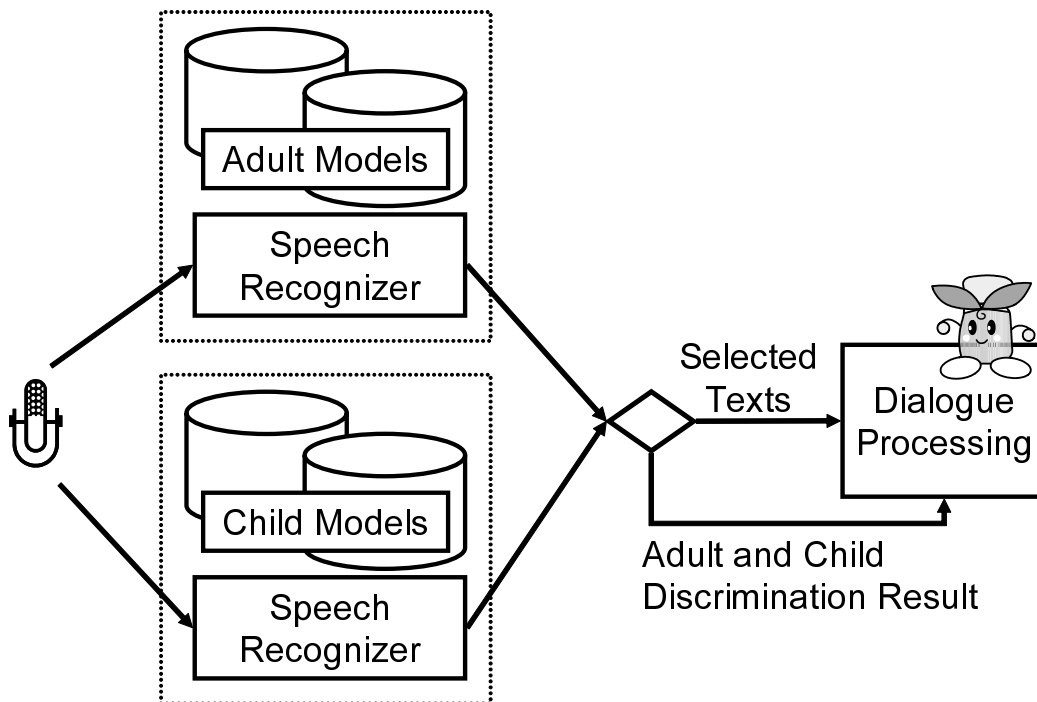 Adult Models
Speech
Recognizer
Child Models
Speech
Recognizer
Selected
Texts
Dialogue
Processing
Adult and Child
Discrimination Result